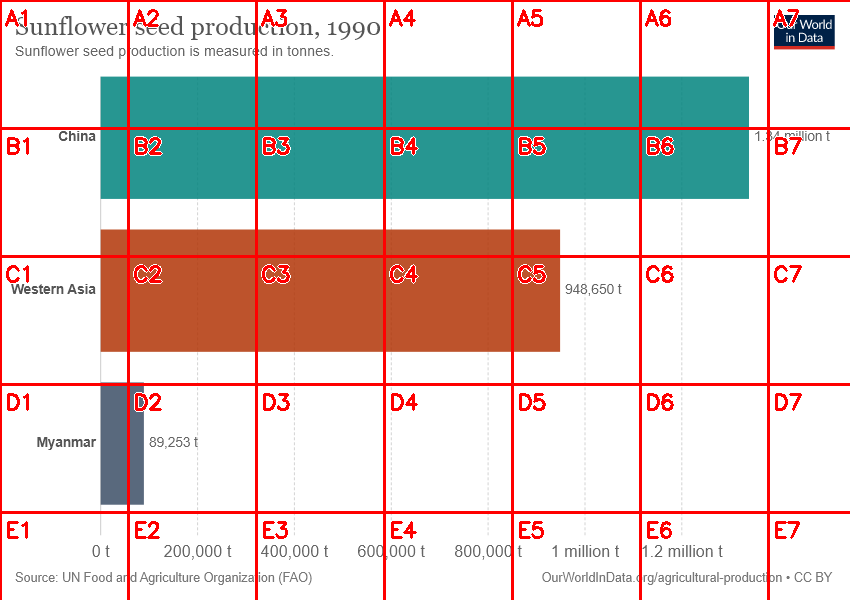 Sunflower seed production, 1990
Sunflower seed production is measured in tonnes.
Our World
in Data
A1 A2 A3 A4 A5 A6 A7
China
1.34 million t
B1 B2 B3 B4 B5 B6 B7
C1 C2 C3 C4 C5 C6 C7
Western Asia
948,650 t
D1 D2 D3 D4 D5 D6 D7
Myanmar
89,253 t
E1 E2 E3 E4 E5 E6 E7
0 t 200,000 t 400,000 t 600,000 t 800,000 t 1 million t 1.2 million t
Source: UN Food and Agriculture Organization (FAO)
OurWorldInData.org/agricultural-production • CC BY